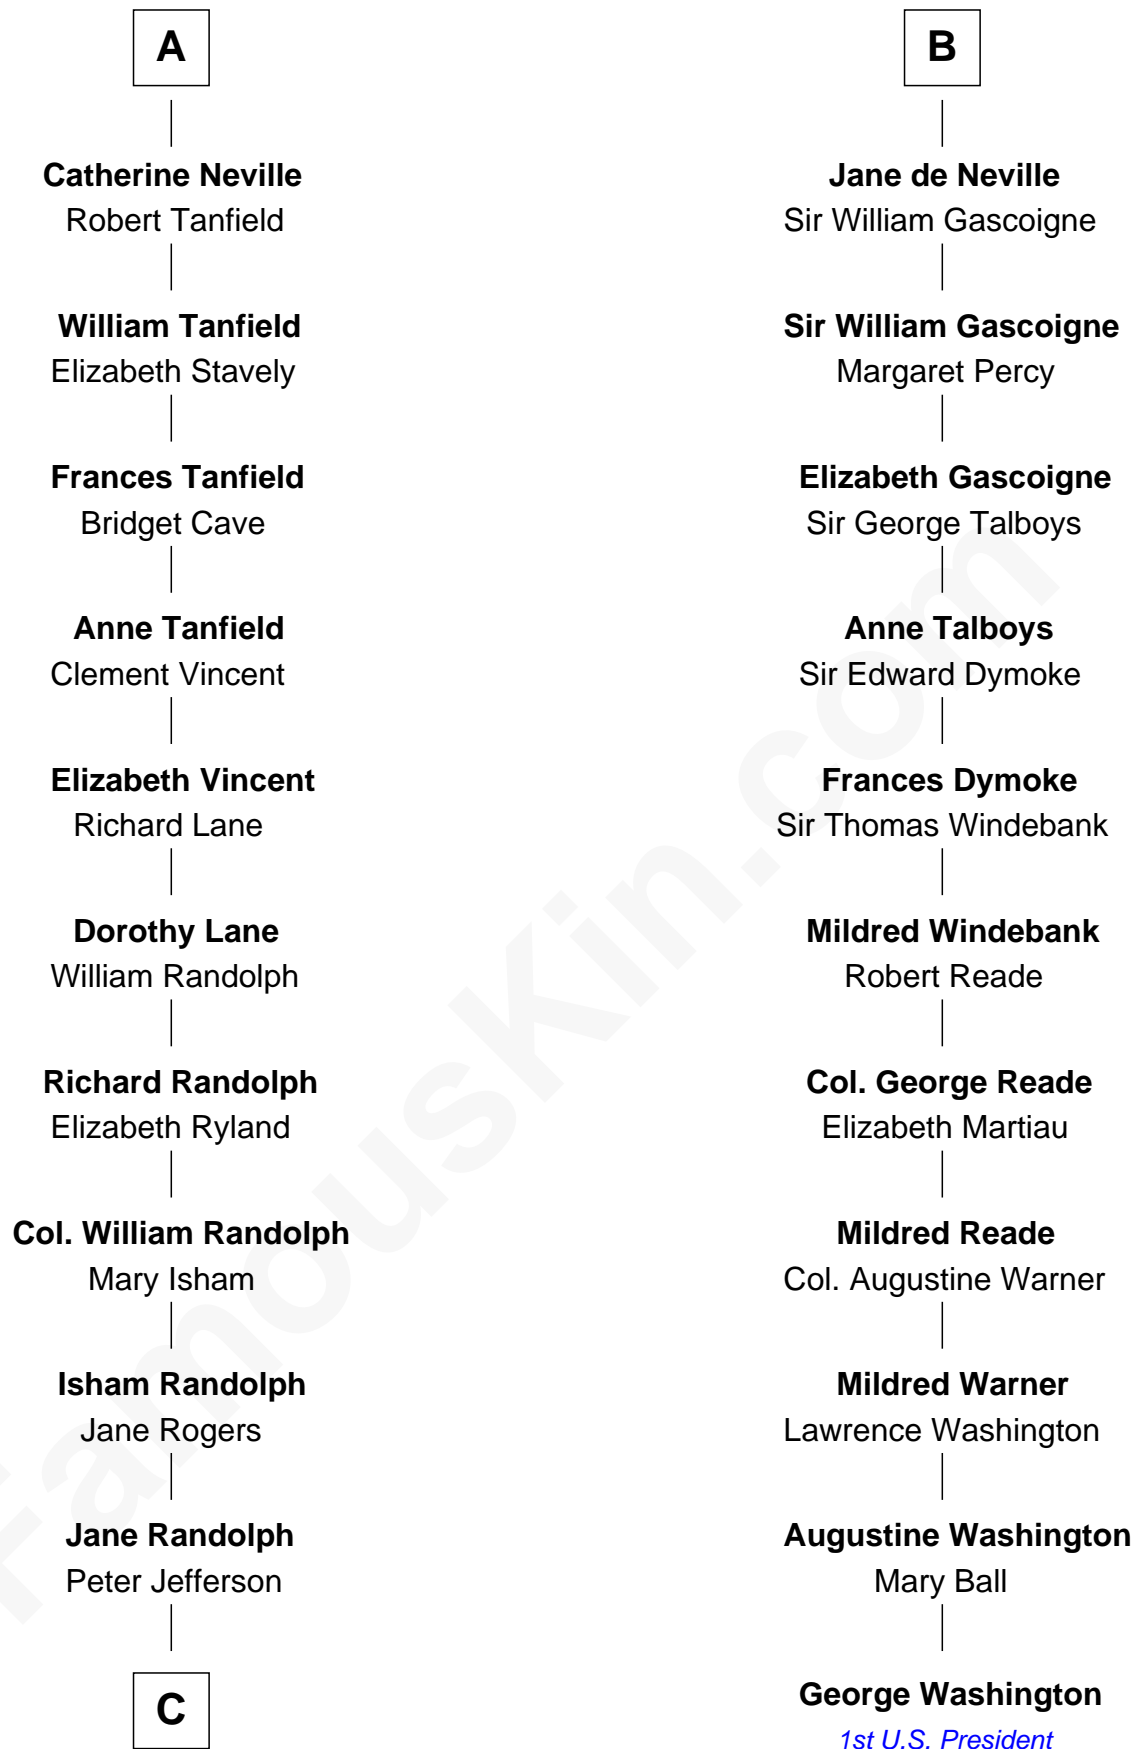 A
Catherine Neville
Robert Tanfield
William Tanfield
Elizabeth Stavely
Frances Tanfield
Bridget Cave
Anne Tanfield
Clement Vincent
Elizabeth Vincent
Richard Lane
Dorothy Lane
William Randolph
Richard Randolph
Elizabeth Ryland
Col. William Randolph
Mary Isham
Isham Randolph
Jane Rogers
Jane Randolph
Peter Jefferson
C
B
Jane de Neville
Sir William Gascoigne
Sir William Gascoigne
Margaret Percy
Elizabeth Gascoigne
Sir George Talboys
Anne Talboys
Sir Edward Dymoke
Frances Dymoke
Sir Thomas Windebank
Mildred Windebank
Robert Reade
Col. George Reade
Elizabeth Martiau
Mildred Reade
Col. Augustine Warner
Mildred Warner
Lawrence Washington
Augustine Washington
Mary Ball
George Washington
1st U.S. President
FamousKin.com